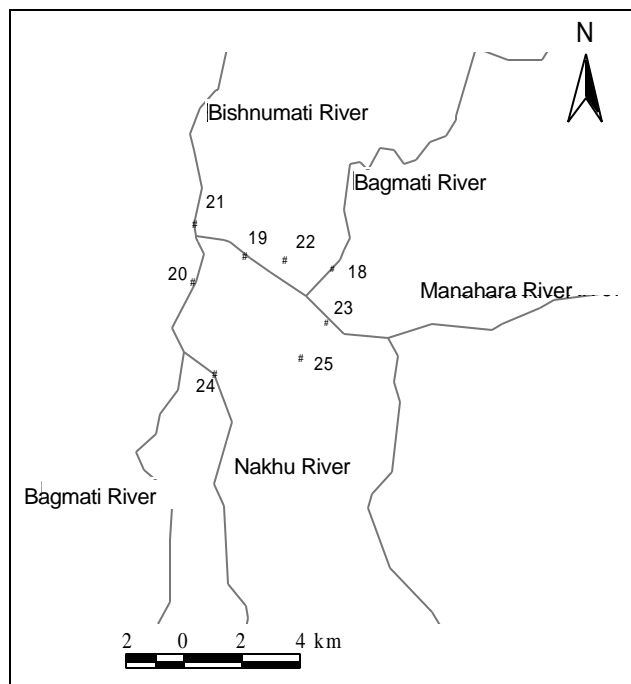 N
Bishnumati River
Bagmati River
21
19
22
20
18
Manahara River
23
25
24
Nakhu River
Bagmati River
2 0 2 4 km